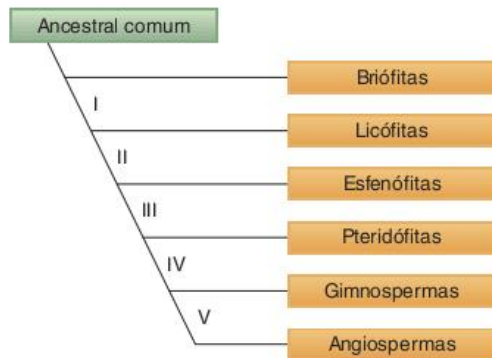 Ancestral comum
Briófitas
I
Licófitas
II
Esfenófitas
III
Pteridófitas
IV
Gimnospermas
V
Angiospermas